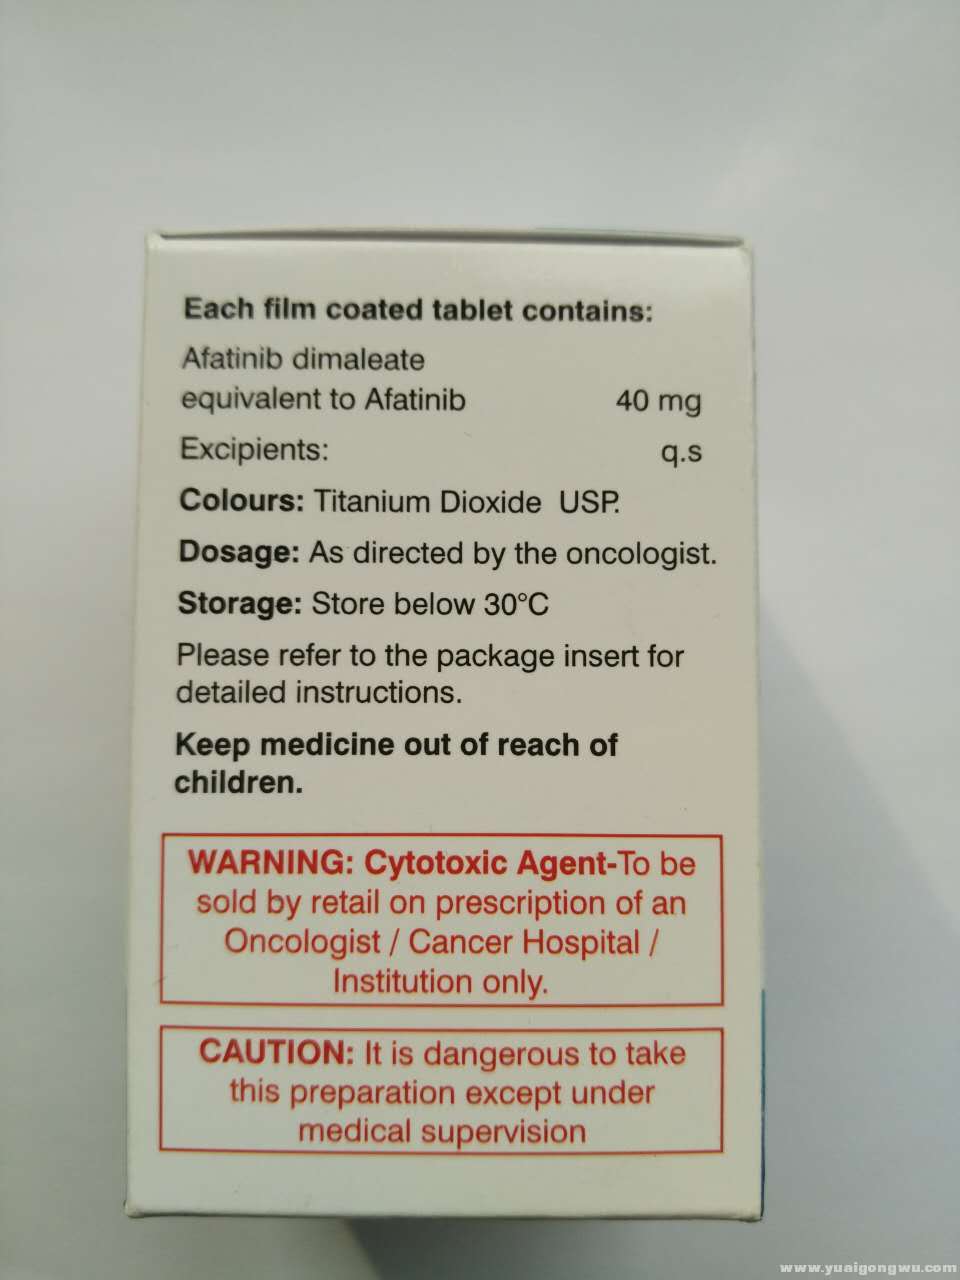 Each film coated tablet contains:
Afatinib dimaleate
equivalent to Afatinib 40 mg
Excipients: q.s
Colours: Titanium Dioxide USP.
Dosage: As directed by the oncologist.
Storage: Store below 30°C
Please refer to the package insert for
detailed instructions.
Keep medicine out of reach of
children.
WARNING: Cytotoxic Agent-To be
sold by retail on prescription of an
Oncologist / Cancer Hospital /
Institution only.
CAUTION: It is dangerous to take
this preparation except under
medical supervision
www.yuaigongwu.com